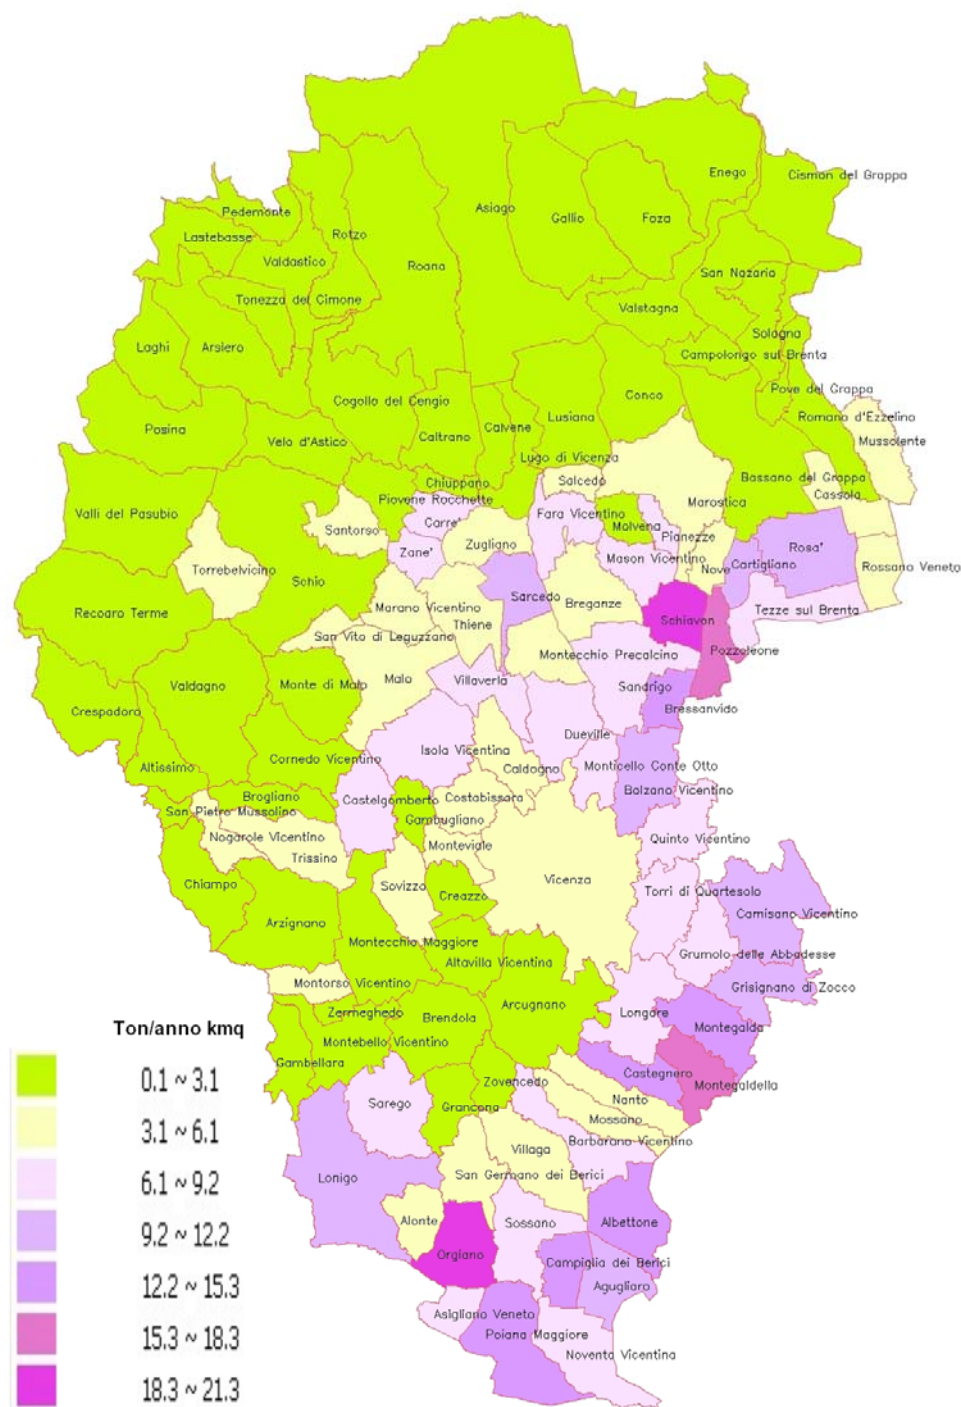 Enego
Cismon del Grappa
Asiago
Gallio
Foza
Pedemonte
Lastebasse
Rotzo
Valdastico
Roana
San Nazario
Tonezza del Cimone
Valstagna
Solagna
Laghi
Arsiero
Campolongo sul Brenta
Pove del Grappa
Cogollo del Cengio
Conco
Lusiana
Romano d'Ezzelino
Posina
Velo d'Astico
Caltrano
Calvene
Mussolente
Lugo di Vicenza
Chiuppano
Salcedo
Bassano del Grappa
Cassola
Piovene Rocchette
Marostica
Valli del Pasubio
Santorso
Carre'
Fara Vicentino
Molvena
Pianezze
Zane'
Zugliano
Mason Vicentino
Nove
Cartigliano
Rosa'
Rossano Veneto
Torrebelvicino
Schio
Sarcedo
Breganze
Recoaro Terme
Marano Vicentino
Thiene
Schiavon
Tezze sul Brenta
San Vito di Leguzzano
Montecchio Precalcino
Pozzoleone
Valdagno
Monte di Malo
Malo
Villaverla
Sandrigo
Crespadoro
Bressanvido
Isola Vicentina
Dueville
Altissimo
Cornedo Vicentino
Caldogno
Monticello Conte Otto
Brogliano
Castelgomberto
Costabissara
Bolzano Vicentino
San Pietro Mussolino
Gambugliano
Nogarole Vicentino
Monteviale
Quinto Vicentino
Trissino
Chiampo
Sovizzo
Creazzo
Vicenza
Torri di Quartesolo
Arzignano
Camisano Vicentino
Montecchio Maggiore
Altavilla Vicentina
Grumolo delle Abbadesse
Montorso Vicentino
Grisignano di Zocco
Arcugnano
Zermeghedo
Brendola
Longare
Montegalda
Ton/anno kmq
Montebello Vicentino
Gambellara
Castegnero
Montegaldella
0.1 ~ 3.1
Zovencedo
Sarego
Grancona
Nanto
Mossano
3.1 ~ 6.1
Barbarano Vicentino
Villaga
Lonigo
San Germano dei Berici
6.1 ~ 9.2
Alonte
Sossano
Albettone
9.2 ~ 12.2
Orgiano
Campiglia dei Berici
Agugliaro
12.2 ~ 15.3
Asigliano Veneto
Poiana Maggiore
15.3 ~ 18.3
Noventa Vicentina
18.3 ~ 21.3